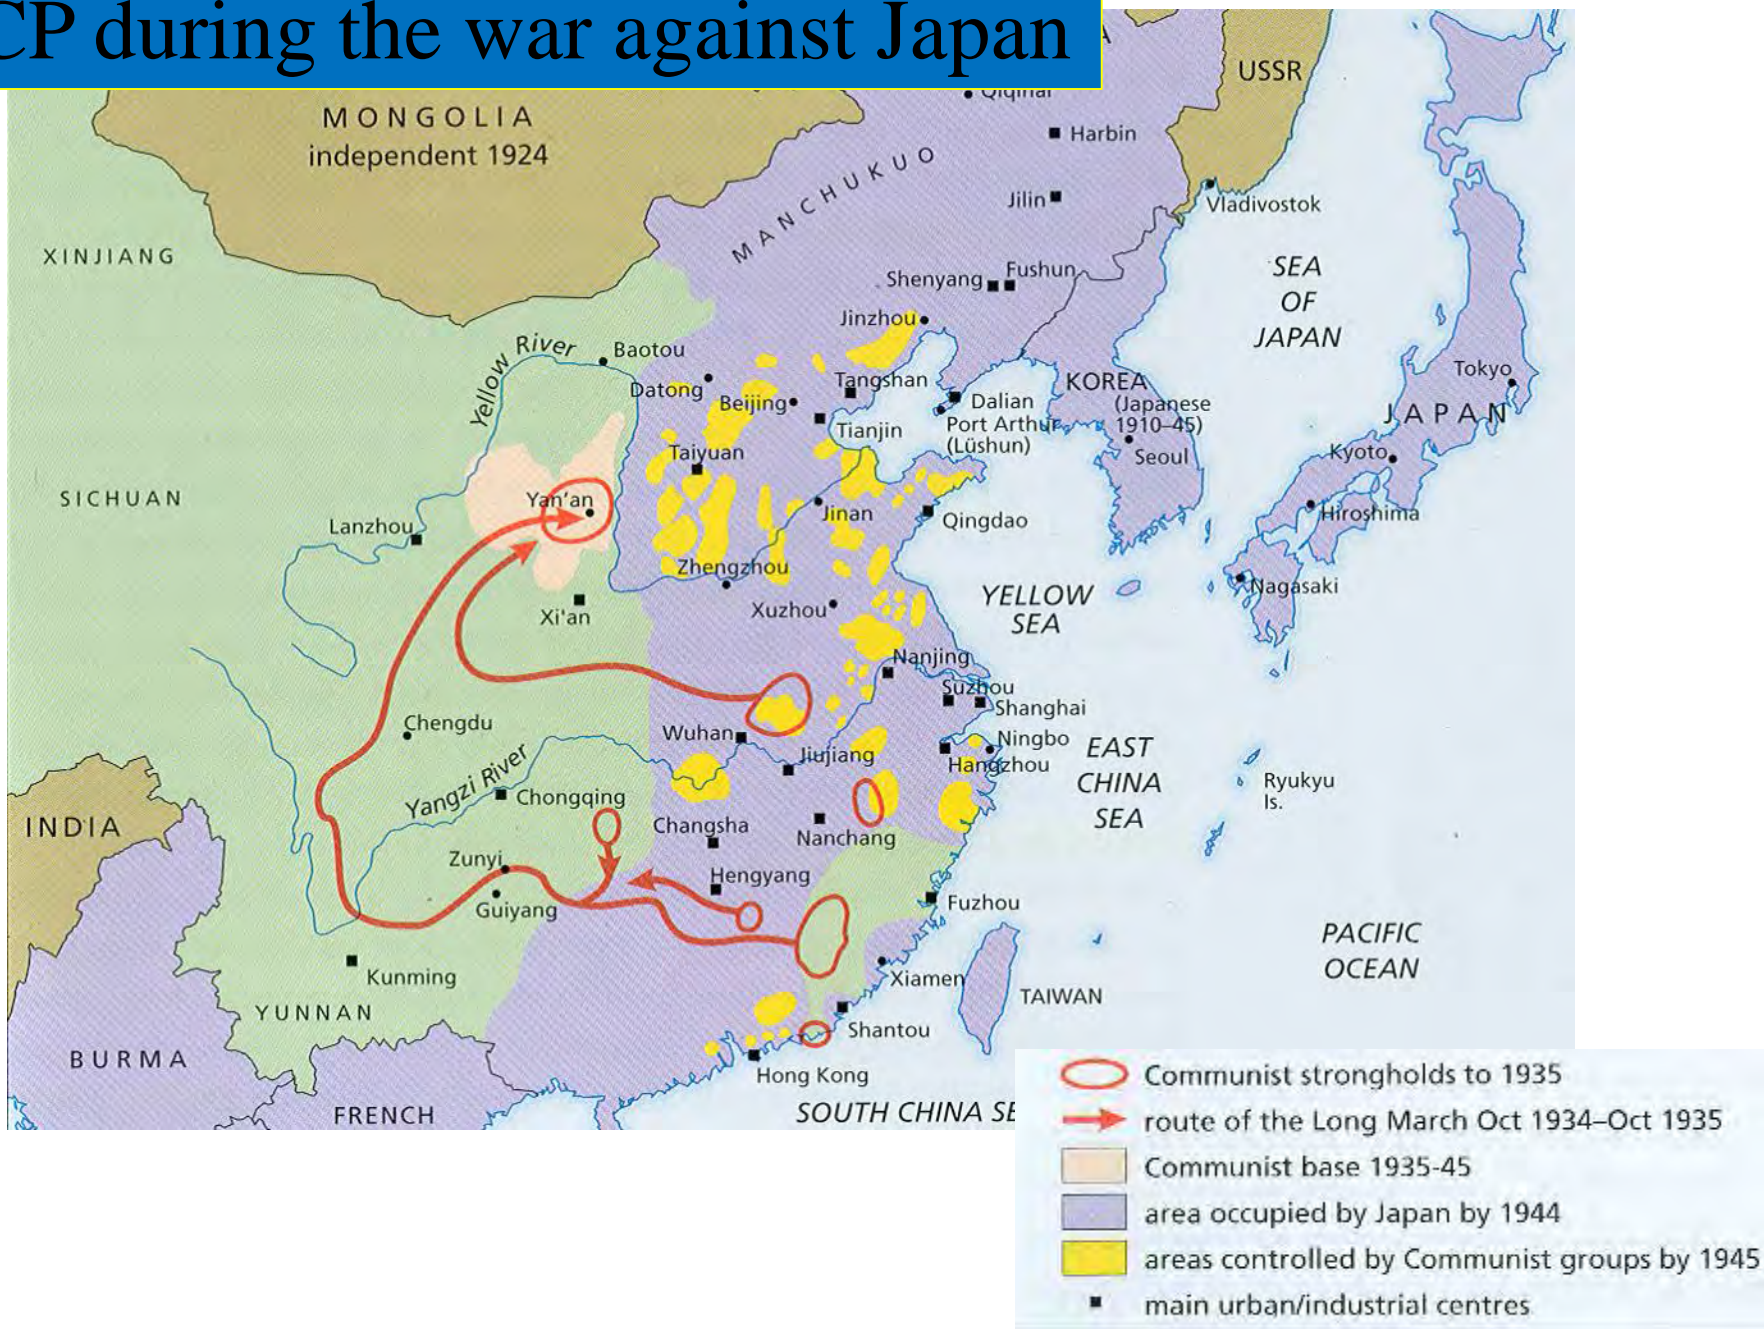 CP during the war against Japan
MONGOLIA
independent 1924
USSR
Qiqihar
Harbin
Jilin
MANCHUKUO
Vladivostok
XINJIANG
SEA
OF
JAPAN
Shenyang
Fushun
Jinzhou
Yellow River
Baotou
Datong
Beijing
Tangshan
Tianjin
Dalian
Port Arthur
(Lüshun)
KOREA
(Japanese
1910–45)
Seoul
Tokyo
JAPAN
Kyoto
Hiroshima
Nagasaki
Taiyuan
Yan'an
SICHUAN
Lanzhou
Jinan
Qingdao
Zhengzhou
Xuzhou
Xi'an
YELLOW
SEA
Nanjing
Suzhou
Shanghai
Chengdu
Wuhan
Jiujiang
Ningbo
Hangzhou
EAST
CHINA
SEA
Ryukyu
Is.
Yangzi River
Chongqing
INDIA
Changsha
Nanchang
Zunyi
Hengyang
Guiyang
Fuzhou
PACIFIC
OCEAN
Kunming
Xiamen
TAIWAN
YUNNAN
Shantou
BURMA
Hong Kong
FRENCH
SOUTH CHINA SE
Communist strongholds to 1935
route of the Long March Oct 1934–Oct 1935
Communist base 1935-45
area occupied by Japan by 1944
areas controlled by Communist groups by 1945
main urban/industrial centres